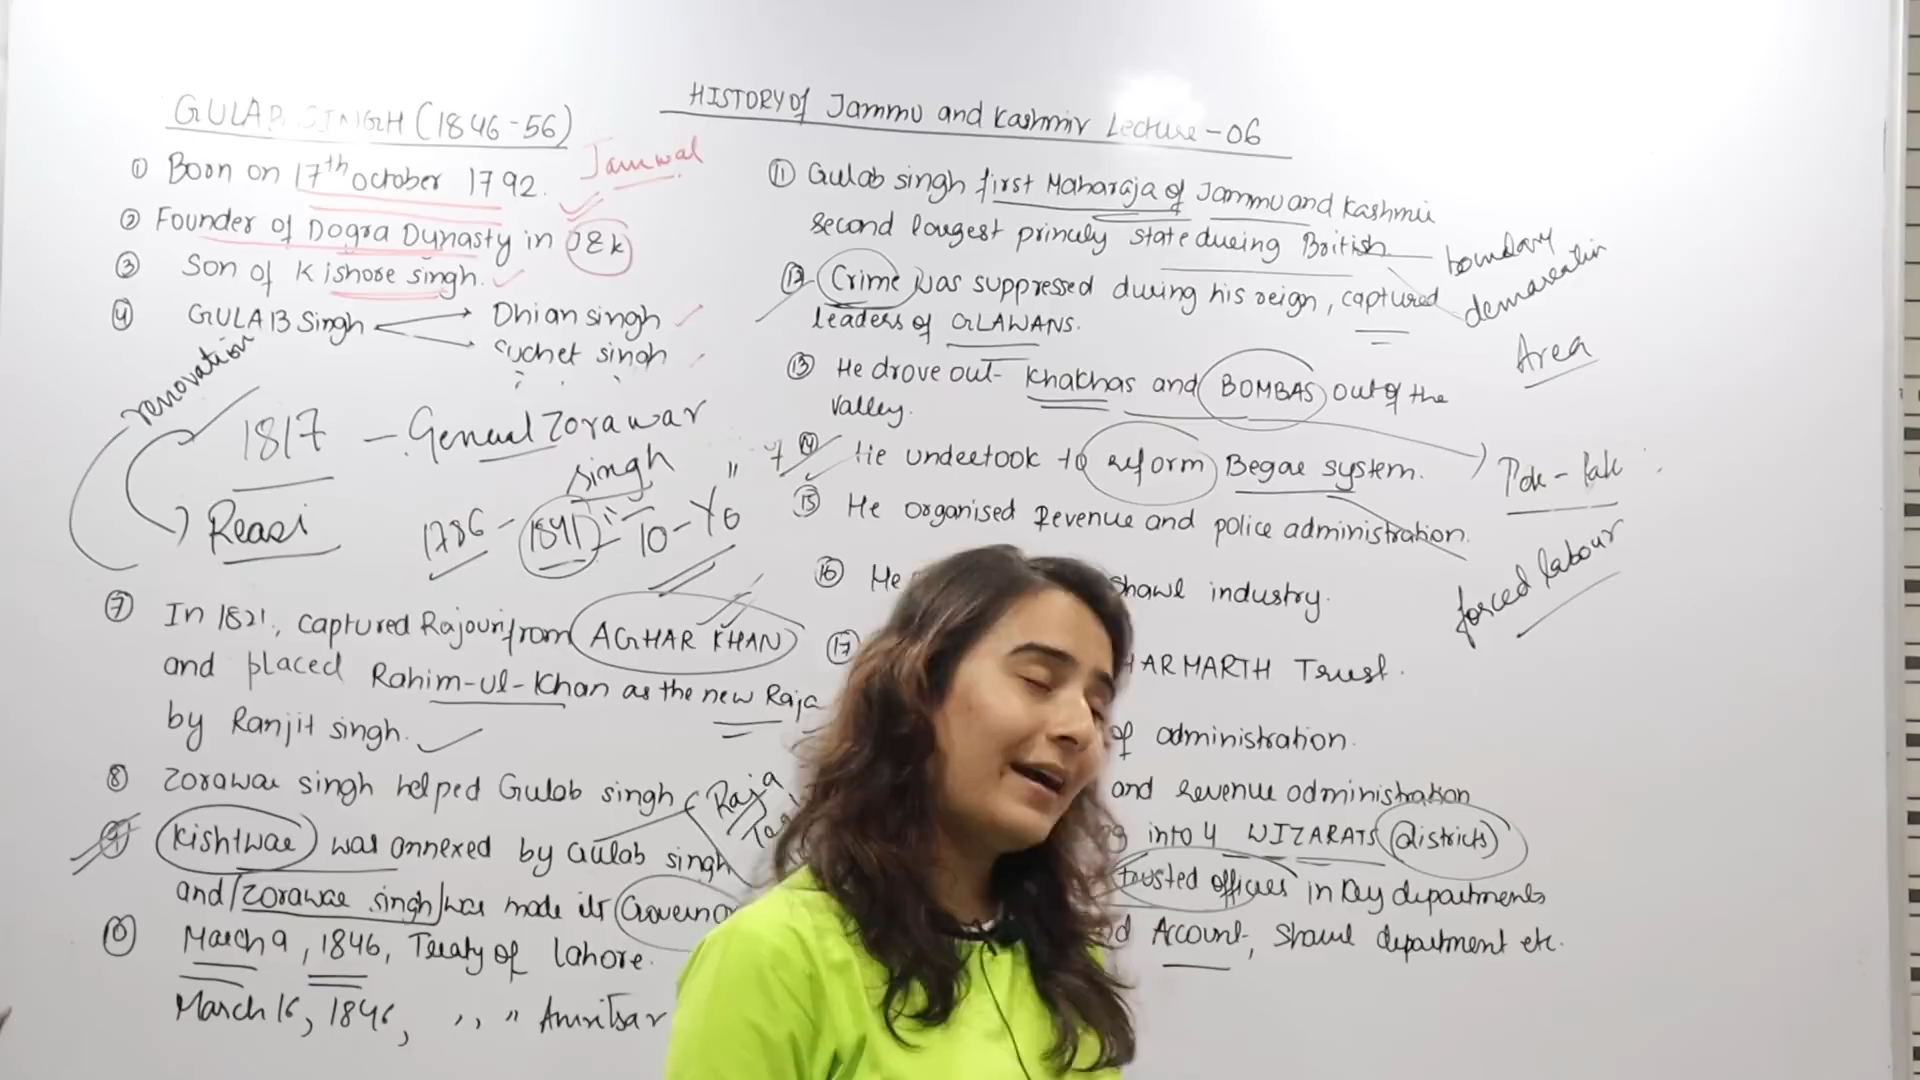 HISTORY of Jammu and Kashmir Lecture - 06
GULAB SINGH (1846-56)
① Born on 17th october 1792.
Jamwal
② Founder of Dogra Dynasty in J&K
③ Son of Kishore singh.
④ GULAB Singh
Dhian singh
Suchet singh
renovation
1817 - General Zorawar
singh
Reasi
1786 - 1841
⑦ In 1821, captured Rajouri from AGHAR KHAN
and placed Rahim-ul-Khan as the new Raja
by Ranjit singh.
⑧ Zorawar singh helped Gulab singh
Raja
⑨ Kishtwar was annexed by Gulab singh
and /Zorawar singh/ was made its Governor
⑩ March 9, 1846, Treaty of Lahore.
March 16, 1846, ,, " Amritsar
⑪ Gulab singh first Maharaja of Jammu and Kashmir
second largest princely state during British
boundary
demarcation
Area
⑫ Crime was suppressed during his reign, captured
leaders of GLAWANS.
⑬ He drove out Khakhas and BOMBAS out of the
valley.
⑭ He undertook to reform Begar system.
⑮ He organised Revenue and police administration.
forced labour
⑯ He shawl industry.
⑰ HARMARTH Trust.
of administration.
and revenue administration
into 4 WIZARATS (districts)
trusted officers in key departments
Account, Shawl department etc.